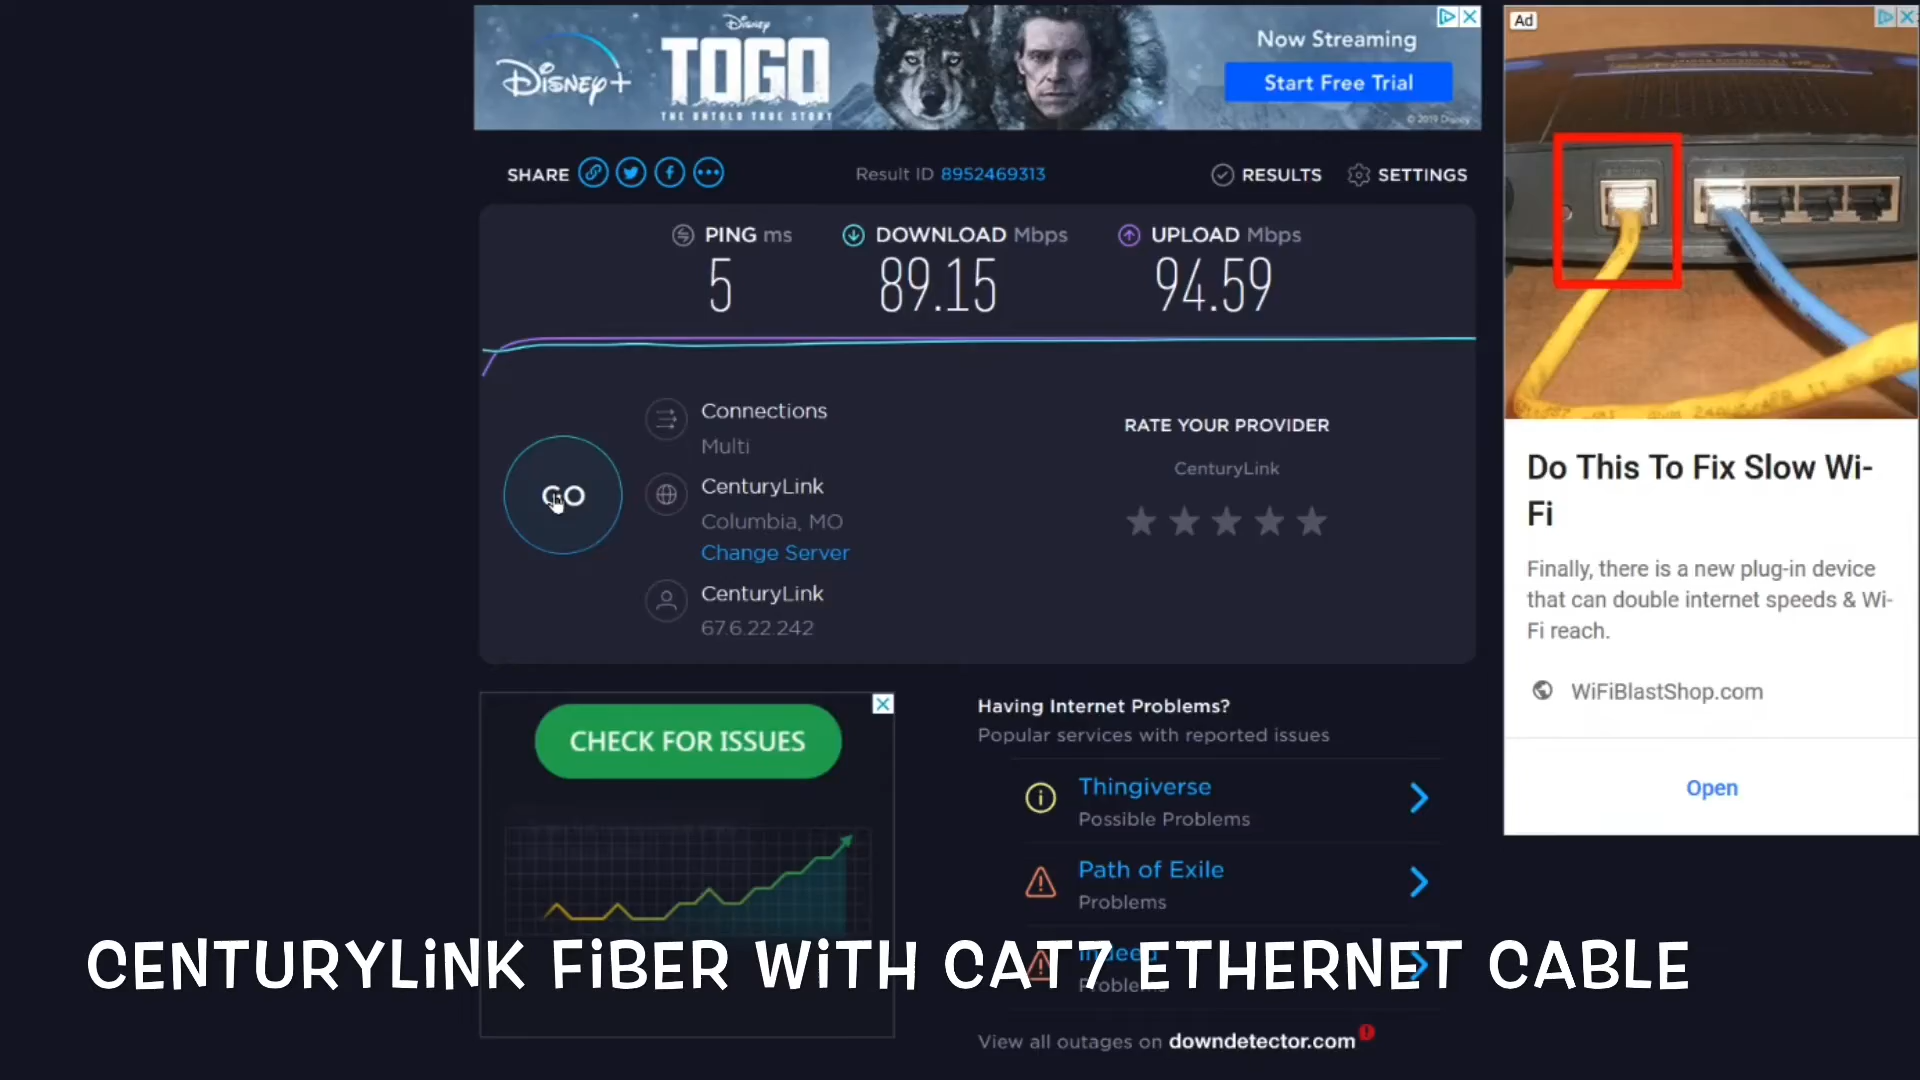 Disney+
Disney
TOGO
THE UNTOLD TRUE STORY
Now Streaming
Start Free Trial
© 2019 Disney
Ad
SHARE
Result ID 8952469313
RESULTS
SETTINGS
PING ms
5
DOWNLOAD Mbps
89.15
UPLOAD Mbps
94.59
GO
Connections
Multi
CenturyLink
Columbia, MO
Change Server
CenturyLink
67.6.22.242
RATE YOUR PROVIDER
CenturyLink
Do This To Fix Slow Wi-
Fi
Finally, there is a new plug-in device
that can double internet speeds & Wi-
Fi reach.
WiFiBlastShop.com
Open
CHECK FOR ISSUES
Having Internet Problems?
Popular services with reported issues
Thingiverse
Possible Problems
Path of Exile
Problems
Indeed
Problems
CENTURYLiNK FiBER WiTH CAT7 ETHERNET CABLE
View all outages on downdetector.com